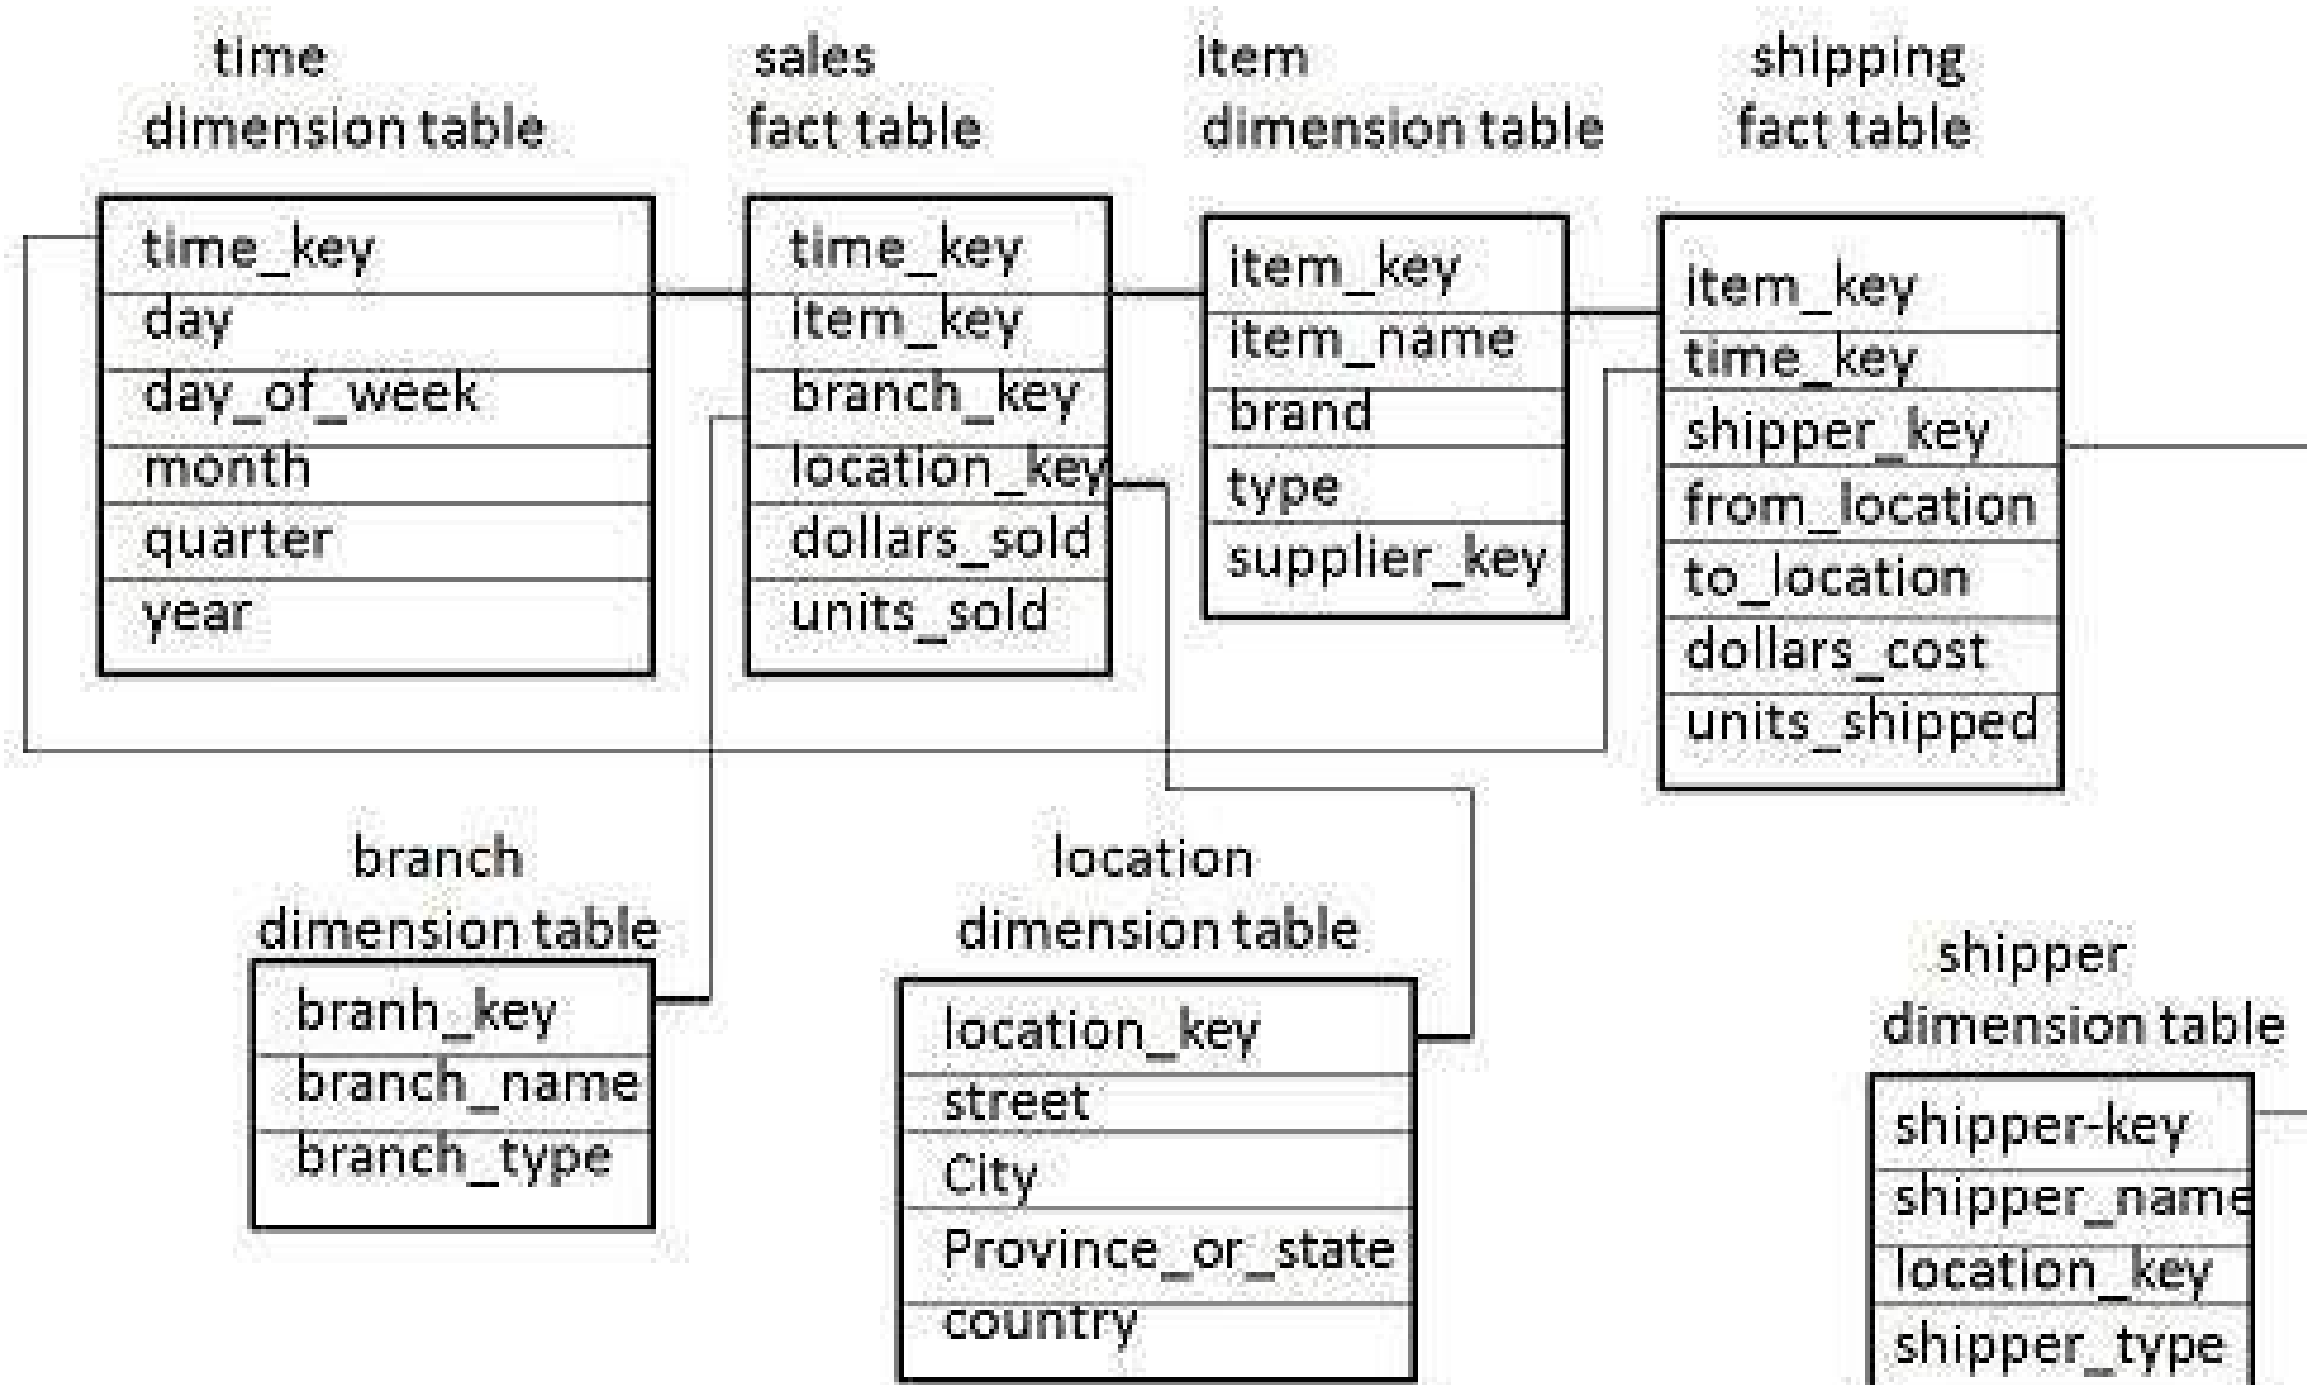 time
dimension table
time_key
day
day_of_week
month
quarter
year
sales
fact table
time_key
item_key
branch_key
location_key
dollars_sold
units_sold
item
dimension table
item_key
item_name
brand
type
supplier_key
shipping
fact table
item_key
time_key
shipper_key
from_location
to_location
dollars_cost
units_shipped
branch
dimension table
branh_key
branch_name
branch_type
location
dimension table
location_key
street
City
Province_or_state
country
shipper
dimension table
shipper-key
shipper_name
location_key
shipper_type